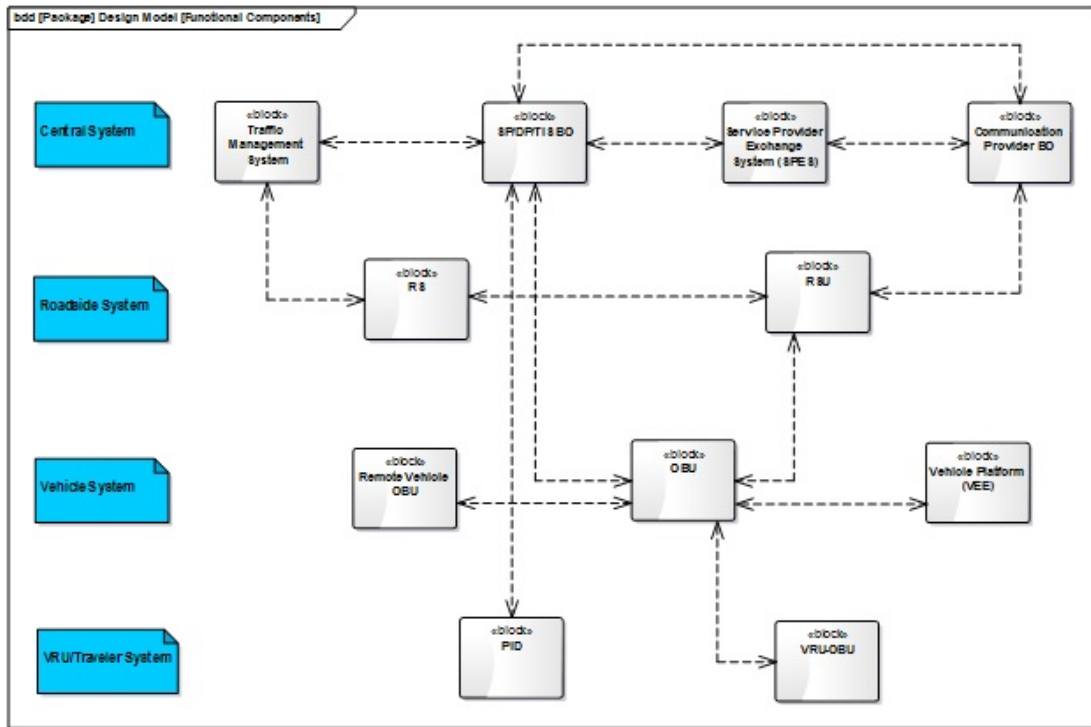 bdd [Package] Design Model [Functional Components]
Central System
«block»
Traffic
Management
System
«block»
SP/DP/TIS BO
«block»
Service Provider
Exchange
System (SPES)
«block»
Communication
Provider BO
Roadside System
«block»
RS
«block»
RSU
Vehicle System
«block»
Remote Vehicle
OBU
«block»
OBU
«block»
Vehicle Platform
(VEE)
VRU/Traveler System
«block»
PID
«block»
VRU-OBU